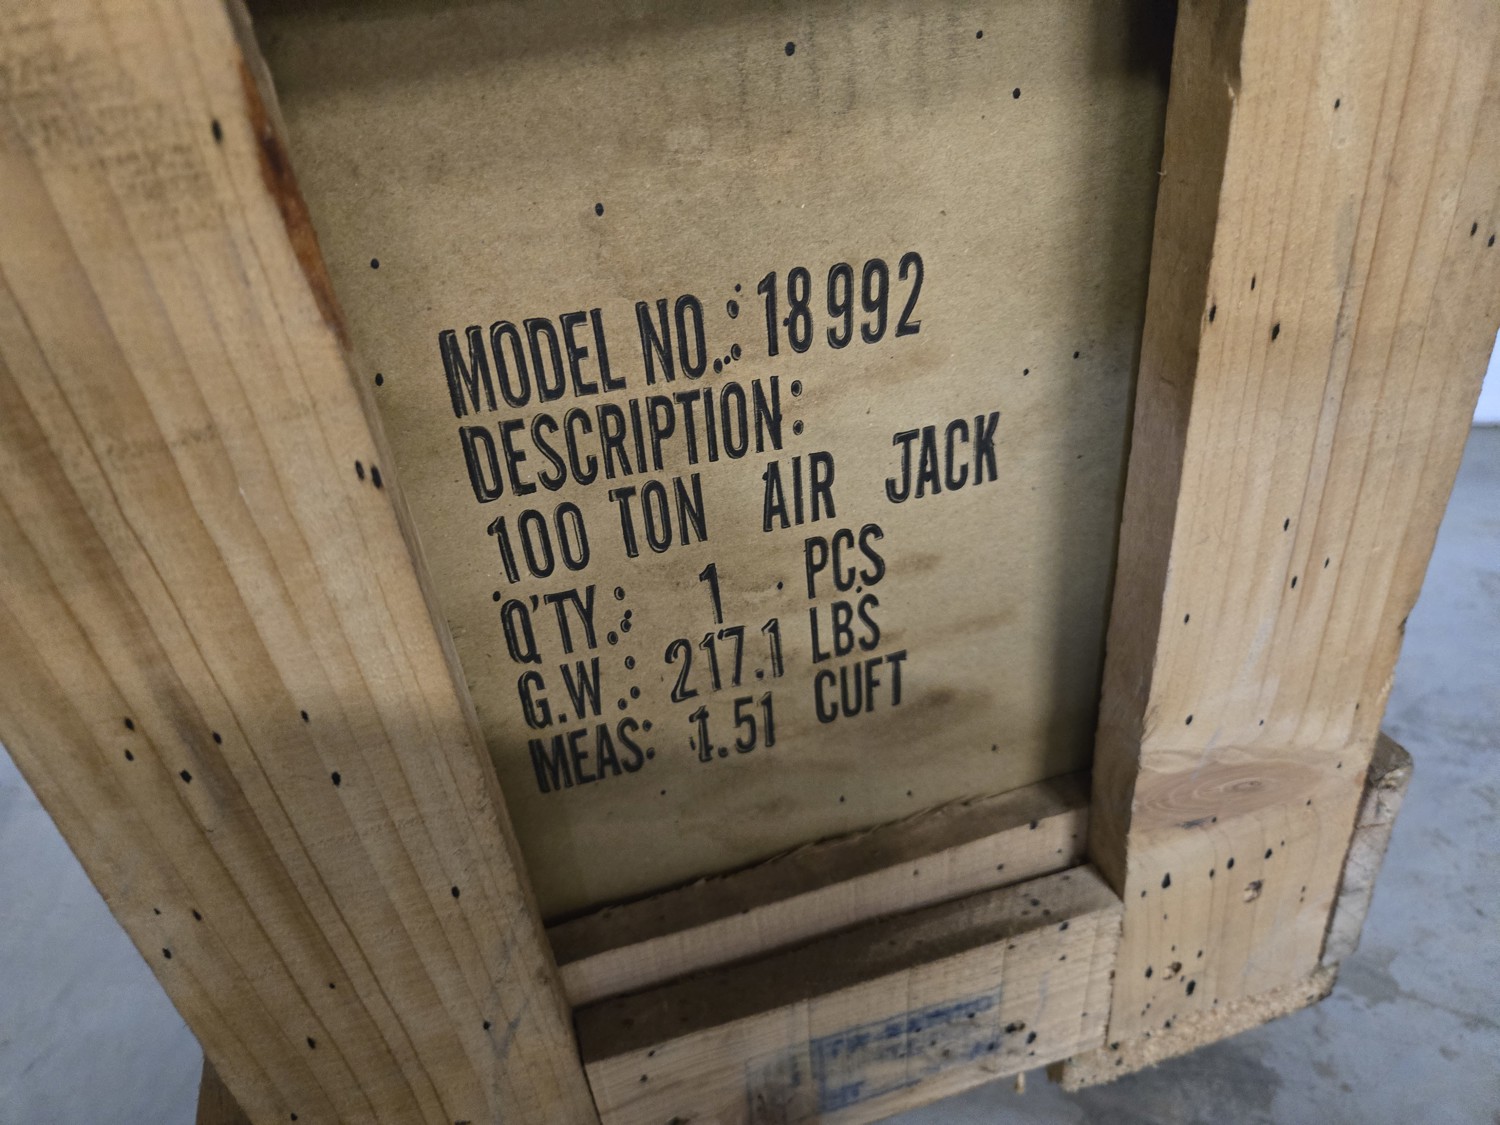 MODEL NO.: 18992
DESCRIPTION:
100 TON AIR JACK
Q'TY.: 1 PCS
G.W.: 217.1 LBS
MEAS: 1.51 CUFT